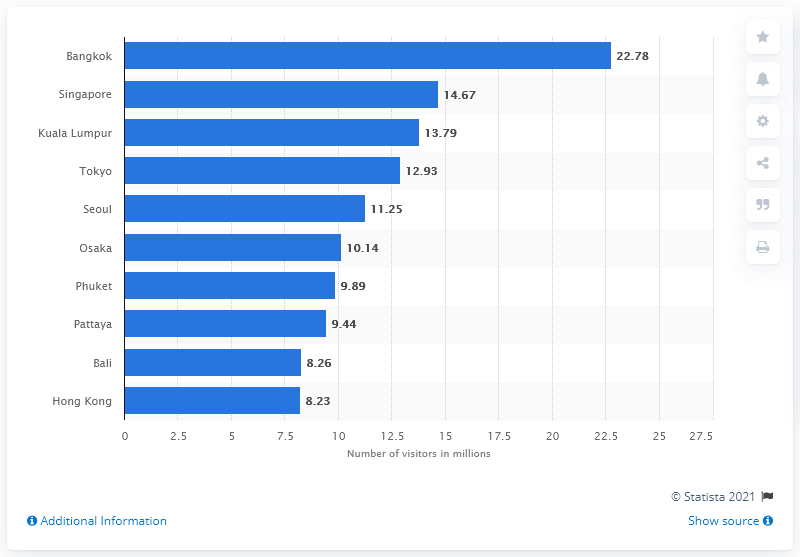 Bangkok 22.78
Singapore 14.67
Kuala Lumpur 13.79
Tokyo 12.93
Seoul 11.25
Osaka 10.14
Phuket 9.89
Pattaya 9.44
Bali 8.26
Hong Kong 8.23
0 2.5 5 7.5 10 12.5 15 17.5 20 22.5 25 27.5
Number of visitors in millions
© Statista 2021
Additional Information Show source